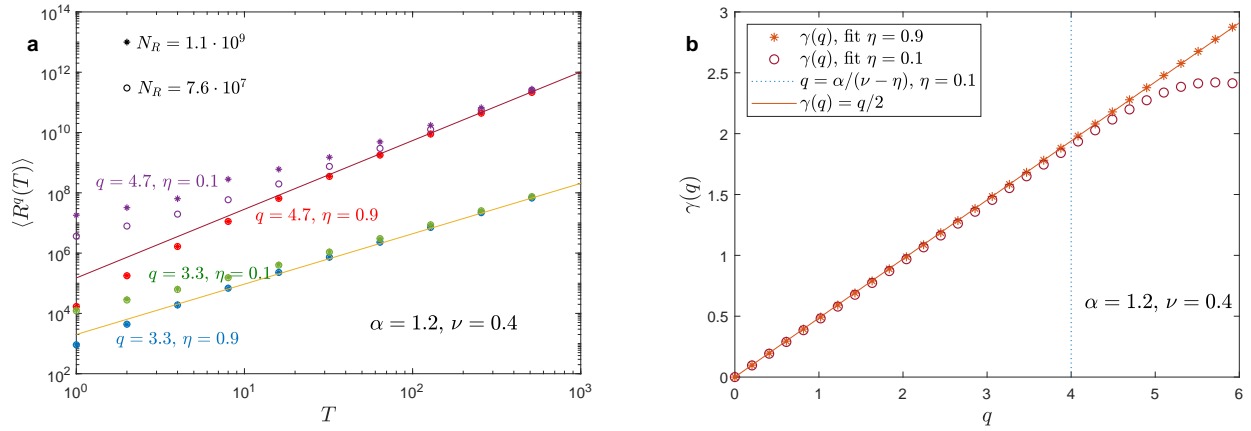 a
10^14
10^12
10^10
10^8
10^6
10^4
10^2
⟨R^q(T)⟩
* N_R = 1.1 · 10^9
○ N_R = 7.6 · 10^7
q = 4.7, η = 0.1
q = 4.7, η = 0.9
q = 3.3, η = 0.1
q = 3.3, η = 0.9
α = 1.2, ν = 0.4
10^0
10^1
10^2
10^3
T
b
3
2.5
2
1.5
1
0.5
0
γ(q)
γ(q), fit η = 0.9
γ(q), fit η = 0.1
q = α/(ν − η), η = 0.1
γ(q) = q/2
α = 1.2, ν = 0.4
0
1
2
3
4
5
6
q